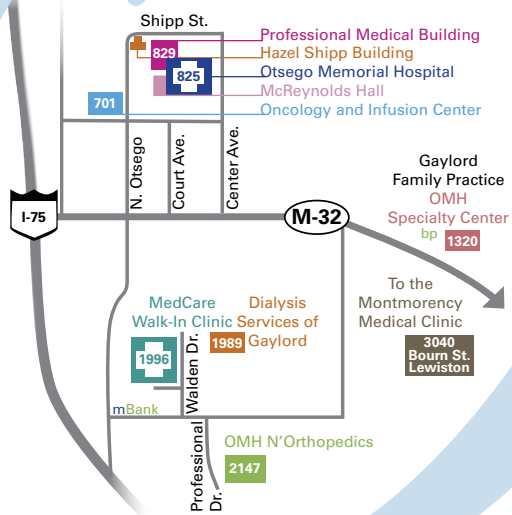 Shipp St.
Professional Medical Building
829
Hazel Shipp Building
825
Otsego Memorial Hospital
McReynolds Hall
701
Oncology and Infusion Center
N. Otsego
Court Ave.
Center Ave.
I-75
M-32
Gaylord
Family Practice
OMH
Specialty Center
bp
1320
To the
Montmorency
Medical Clinic
3040
Bourn St.
Lewiston
MedCare
Walk-In Clinic
1996
Dialysis
Services of
Gaylord
1989
Walden Dr.
mBank
Professional
Dr.
OMH N'Orthopedics
2147